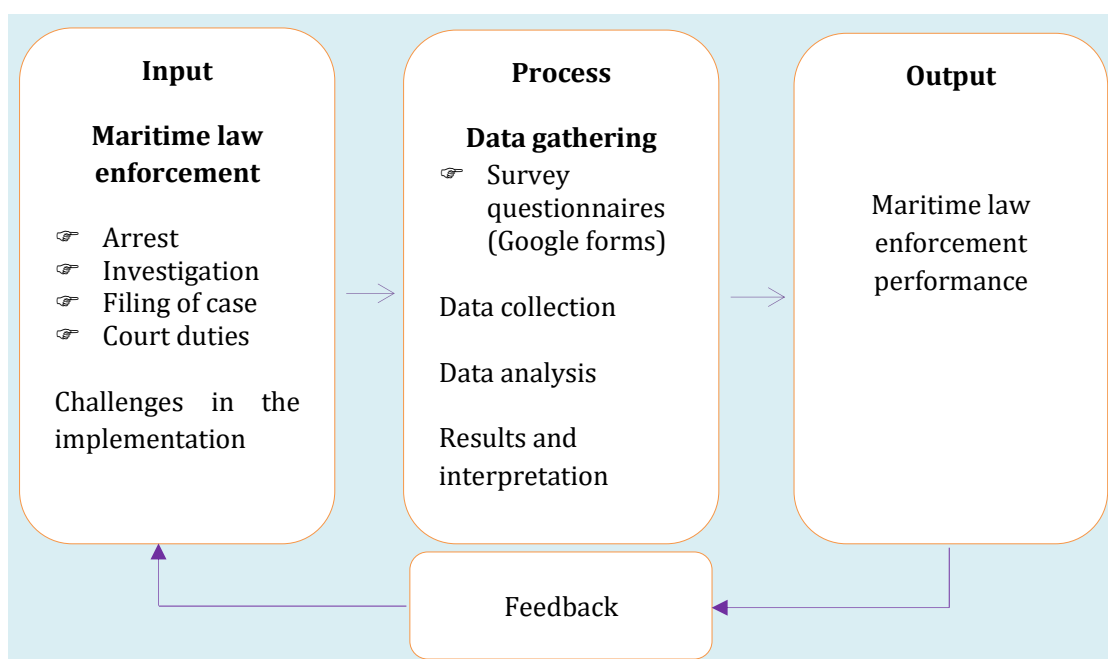 Input
Maritime law
enforcement
☞ Arrest
☞ Investigation
☞ Filing of case
☞ Court duties
Challenges in the
implementation
Process
Data gathering
☞ Survey
questionnaires
(Google forms)
Data collection
Data analysis
Results and
interpretation
Output
Maritime law
enforcement
performance
Feedback